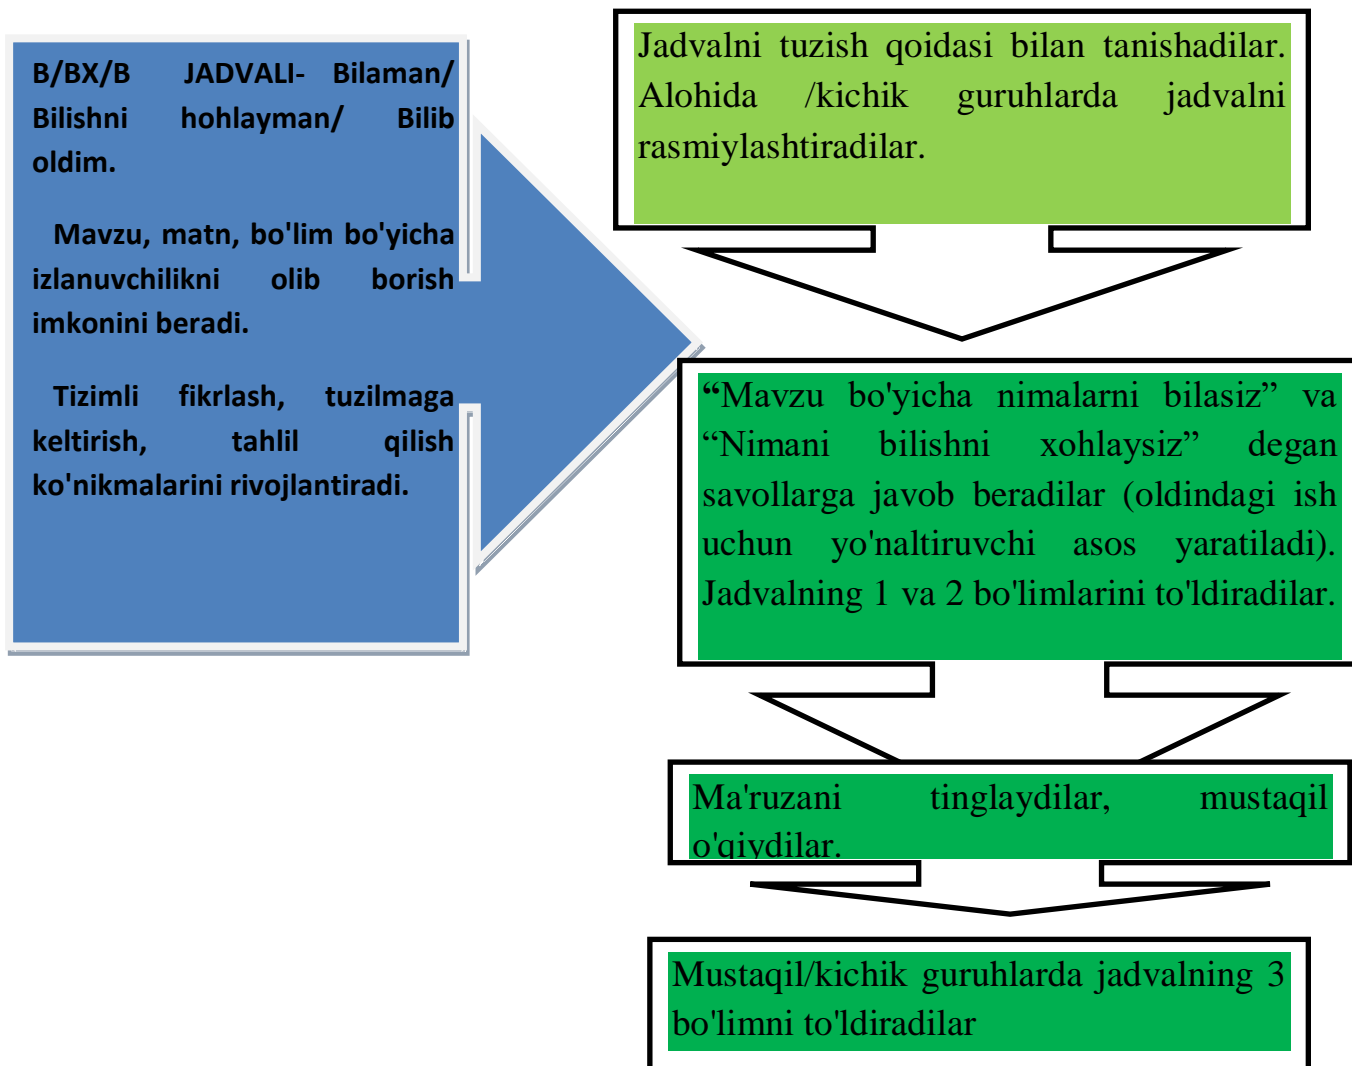 B/BX/B JADVALI- Bilaman/
Bilishni hohlayman/ Bilib
oldim.
Mavzu, matn, bo'lim bo'yicha
izlanuvchilikni olib borish
imkonini beradi.
Tizimli fikrlash, tuzilmaga
keltirish, tahlil qilish
ko'nikmalarini rivojlantiradi.
Jadvalni tuzish qoidasi bilan tanishadilar.
Alohida /kichik guruhlarda jadvalni
rasmiylashtiradilar.
“Mavzu bo'yicha nimalarni bilasiz” va
“Nimani bilishni xohlaysiz” degan
savollarga javob beradilar (oldindagi ish
uchun yo'naltiruvchi asos yaratiladi).
Jadvalning 1 va 2 bo'limlarini to'ldiradilar.
Ma'ruzani tinglaydilar, mustaqil
o'qiydilar.
Mustaqil/kichik guruhlarda jadvalning 3
bo'limni to'ldiradilar